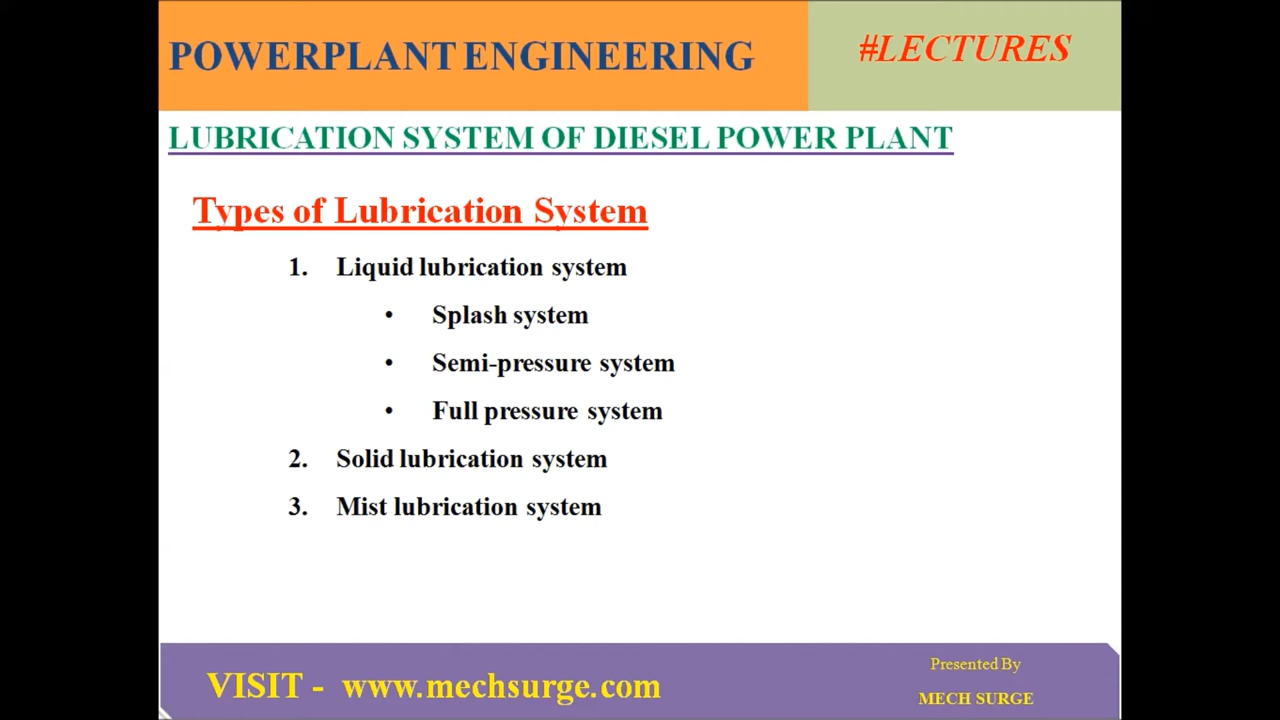 POWERPLANT ENGINEERING
#LECTURES
LUBRICATION SYSTEM OF DIESEL POWER PLANT
Types of Lubrication System
1. Liquid lubrication system
• Splash system
• Semi-pressure system
• Full pressure system
2. Solid lubrication system
3. Mist lubrication system
VISIT - www.mechsurge.com
Presented By
MECH SURGE